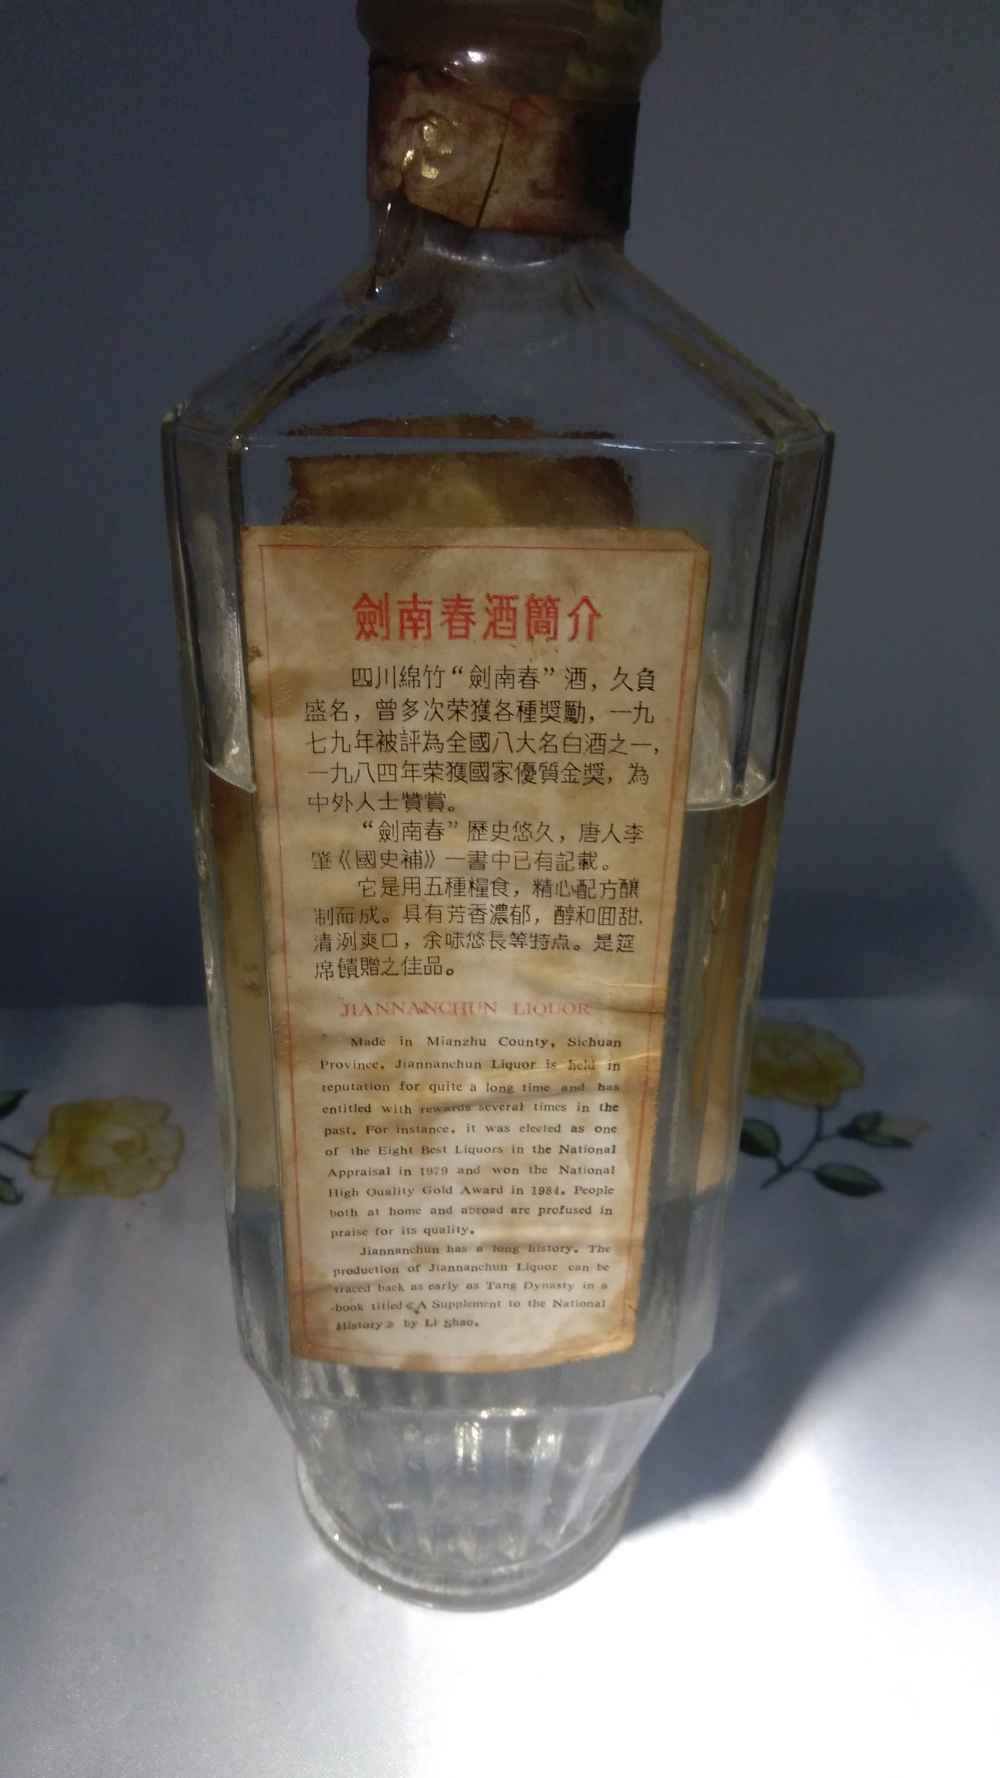 劍南春酒簡介
四川綿竹“劍南春”酒，久負
盛名，曾多次荣獲各種奬勵，一九
七九年被評為全國八大名白酒之一，
一九八四年荣獲國家優質金奬，為
中外人士贊賞。
“劍南春”歷史悠久，唐人李
肇《國史補》一書中已有記載。
它是用五種糧食，精心配方釀
制而成。具有芳香濃郁，醇和回甜，
清洌爽口，余味悠長等特点。是筵
席饋贈之佳品。
JIANNANCHUN LIQUOR
Made in Mianzhu County, Sichuan
Province, Jiannanchun Liquor is held in
reputation for quite a long time and has
entitled with rewards several times in the
past. For instance, it was elected as one
of the Eight Best Liquors in the National
Appraisal in 1979 and won the National
High Quality Gold Award in 1984. People
both at home and abroad are profused in
praise for its quality.
Jiannanchun has a long history. The
production of Jiannanchun Liquor can be
traced back as early as Tang Dynasty in a
book titled《A Supplement to the National
History》by Li Shao.